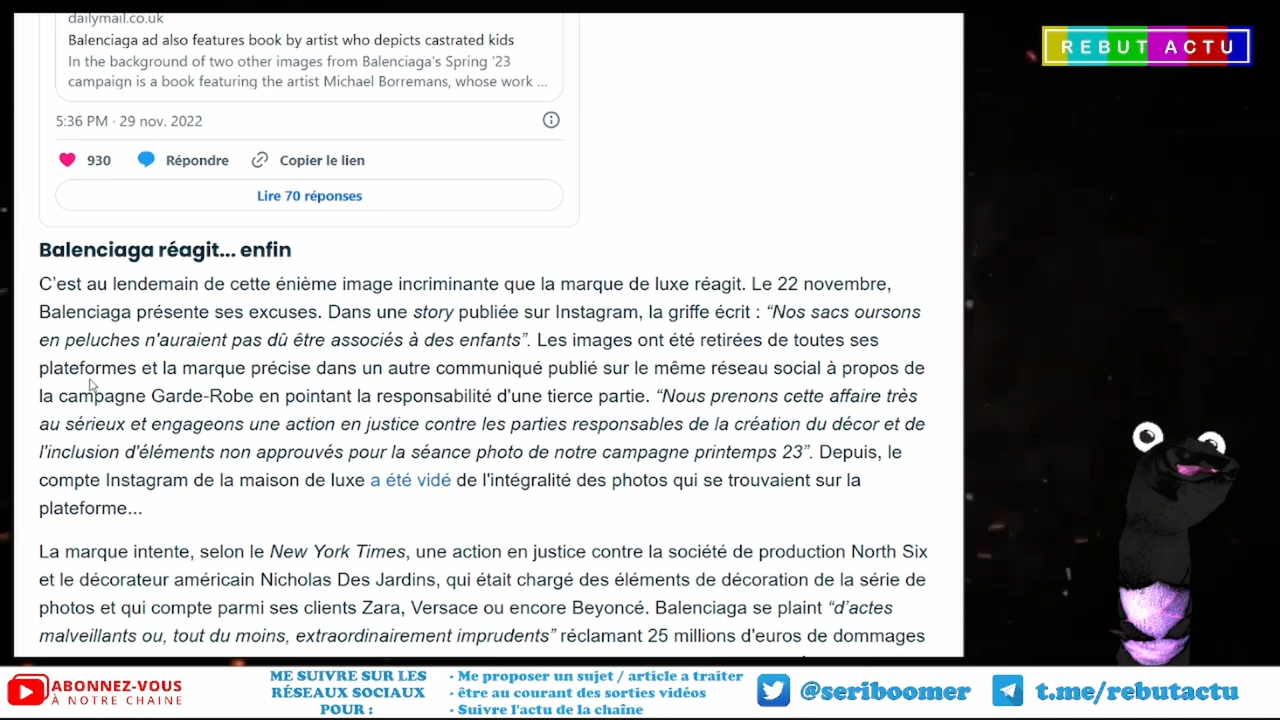 dailymail.co.uk
Balenciaga ad also features book by artist who depicts castrated kids
In the background of two other images from Balenciaga's Spring '23
campaign is a book featuring the artist Michael Borremans, whose work ...
5:36 PM · 29 nov. 2022
930 Répondre Copier le lien
Lire 70 réponses
Balenciaga réagit... enfin
C'est au lendemain de cette énième image incriminante que la marque de luxe réagit. Le 22 novembre,
Balenciaga présente ses excuses. Dans une story publiée sur Instagram, la griffe écrit : “Nos sacs oursons
en peluches n'auraient pas dû être associés à des enfants”. Les images ont été retirées de toutes ses
plateformes et la marque précise dans un autre communiqué publié sur le même réseau social à propos de
la campagne Garde-Robe en pointant la responsabilité d'une tierce partie. “Nous prenons cette affaire très
au sérieux et engageons une action en justice contre les parties responsables de la création du décor et de
l'inclusion d'éléments non approuvés pour la séance photo de notre campagne printemps 23”. Depuis, le
compte Instagram de la maison de luxe a été vidé de l'intégralité des photos qui se trouvaient sur la
plateforme...
La marque intente, selon le New York Times, une action en justice contre la société de production North Six
et le décorateur américain Nicholas Des Jardins, qui était chargé des éléments de décoration de la série de
photos et qui compte parmi ses clients Zara, Versace ou encore Beyoncé. Balenciaga se plaint “d’actes
malveillants ou, tout du moins, extraordinairement imprudents” réclamant 25 millions d'euros de dommages
REBUT ACTU
ABONNEZ-VOUS
À NOTRE CHAINE
ME SUIVRE SUR LES
RÉSEAUX SOCIAUX
POUR :
· Me proposer un sujet / article a traiter
· être au courant des sorties vidéos
· Suivre l'actu de la chaîne
@seriboomer
t.me/rebutactu